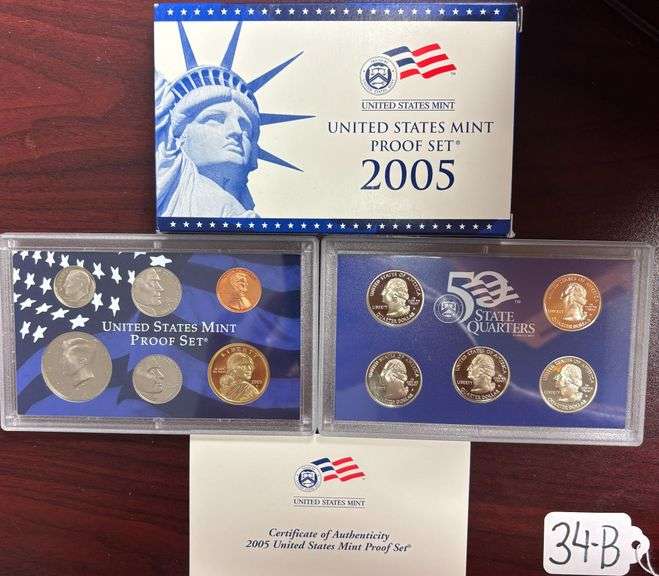 UNITED STATES MINT
UNITED STATES MINT
PROOF SET®
2005
UNITED STATES MINT
PROOF SET®
LIBERTY
50
STATE
QUARTERS
UNITED STATES MINT
Certificate of Authenticity
2005 United States Mint Proof Set®
34-B